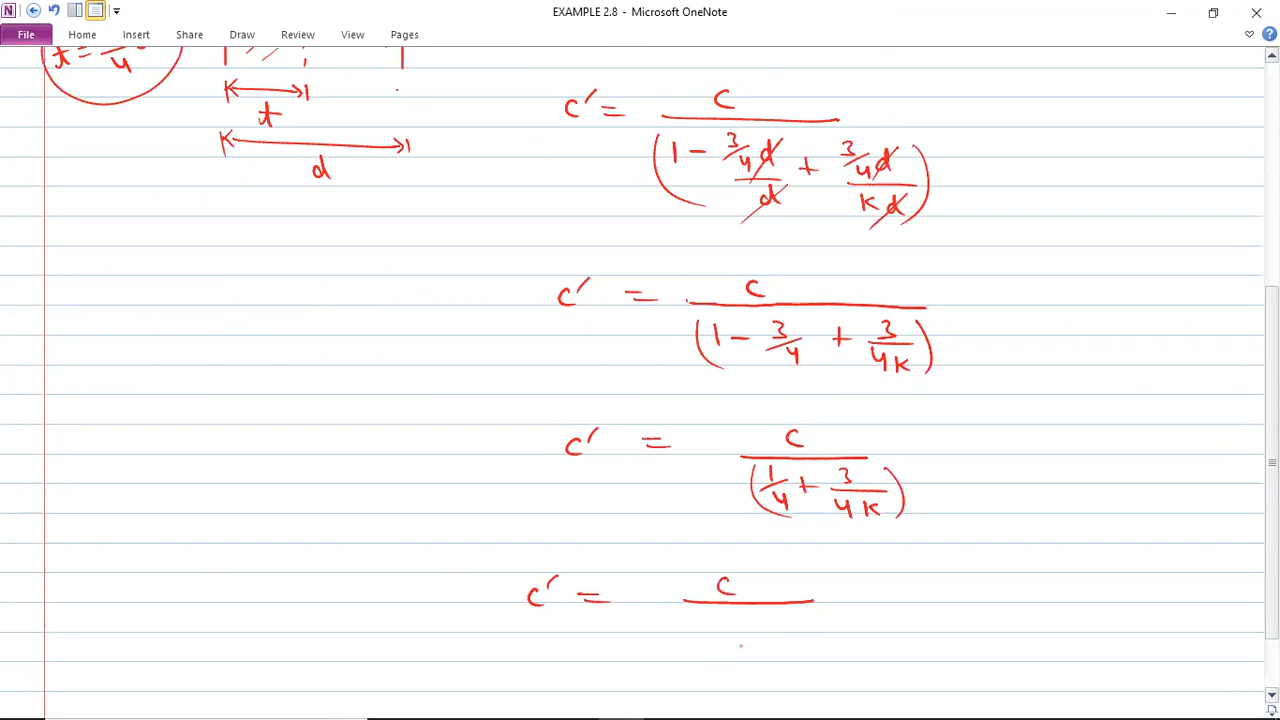 EXAMPLE 2.8 - Microsoft OneNote
File Home Insert Share Draw Review View Pages
t = /4
t
d
c' = c / (1 - 3/4 d / d + 3/4 d / k d)
c' = c / (1 - 3/4 + 3/4k)
c' = c / (1/4 + 3/4k)
c' = c /